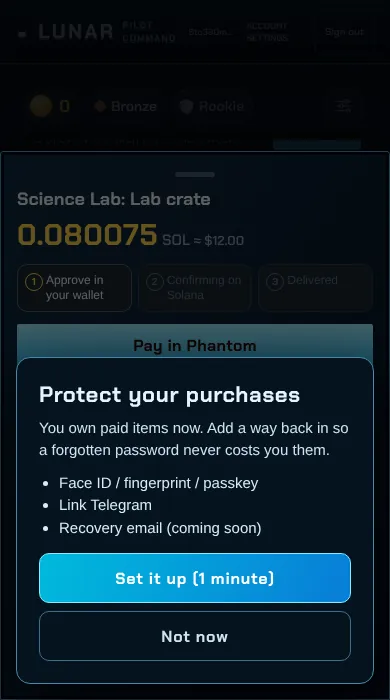 LUNAR
PILOT
COMMAND
ACCOUNT
SETTINGS
Sign out
0
Bronze
Rookie
Science Lab: Lab crate
0.080075 SOL ≈ $12.00
1 Approve in
your wallet
2 Confirming on
Solana
3 Delivered
Pay in Phantom
Protect your purchases
You own paid items now. Add a way back in so
a forgotten password never costs you them.
• Face ID / fingerprint / passkey
• Link Telegram
• Recovery email (coming soon)
Set it up (1 minute)
Not now